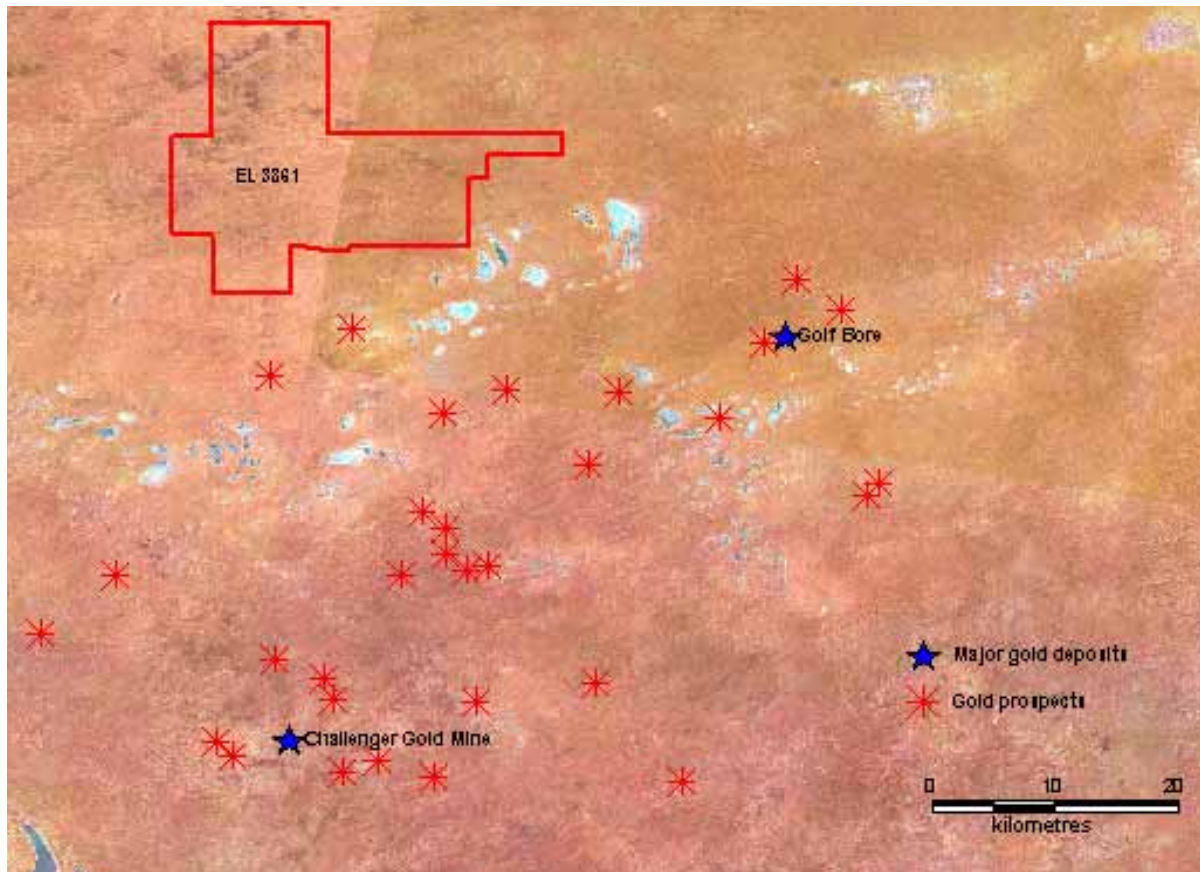 EL 3361
Golf Bore
Major gold deposits
Gold prospects
Challenger Gold Mine
0 10 20
kilometres